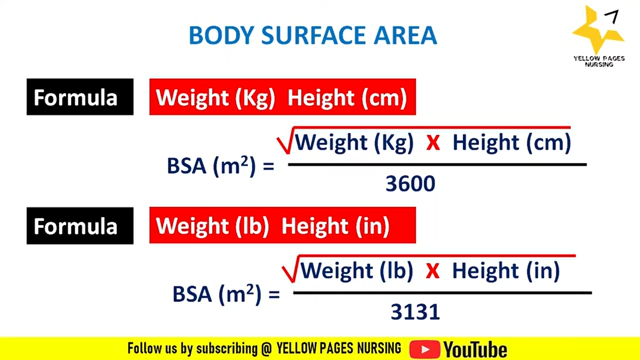 BODY SURFACE AREA
YELLOW PAGES
NURSING
Formula Weight (Kg) Height (cm)
BSA (m²) = √Weight (Kg) X Height (cm)
3600
Formula Weight (lb) Height (in)
BSA (m²) = √Weight (lb) X Height (in)
3131
Follow us by subscribing @ YELLOW PAGES NURSING YouTube